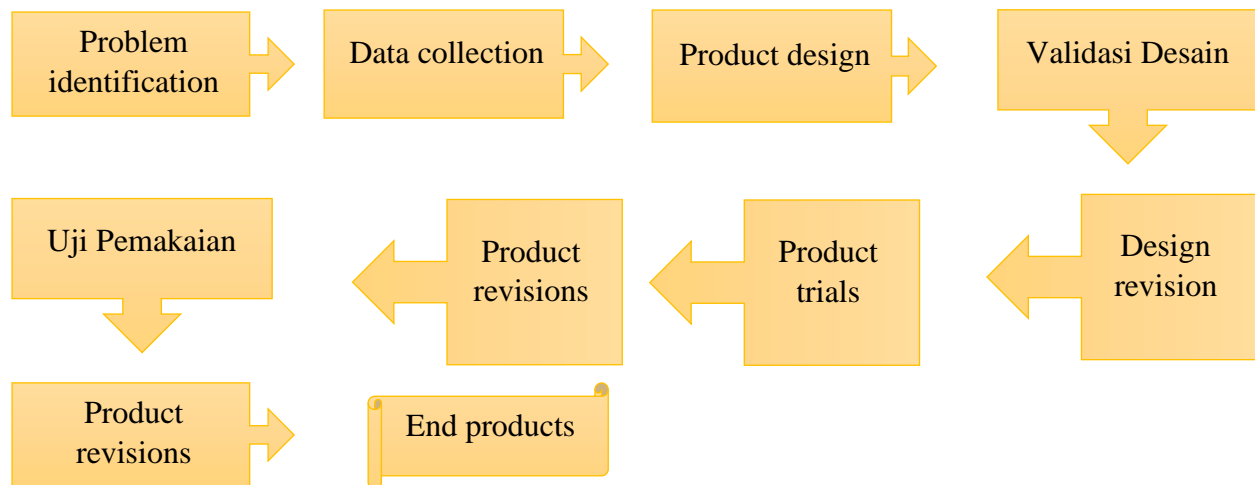 Problem
identification
Data collection
Product design
Validasi Desain
Design
revision
Product
trials
Product
revisions
Uji Pemakaian
Product
revisions
End products